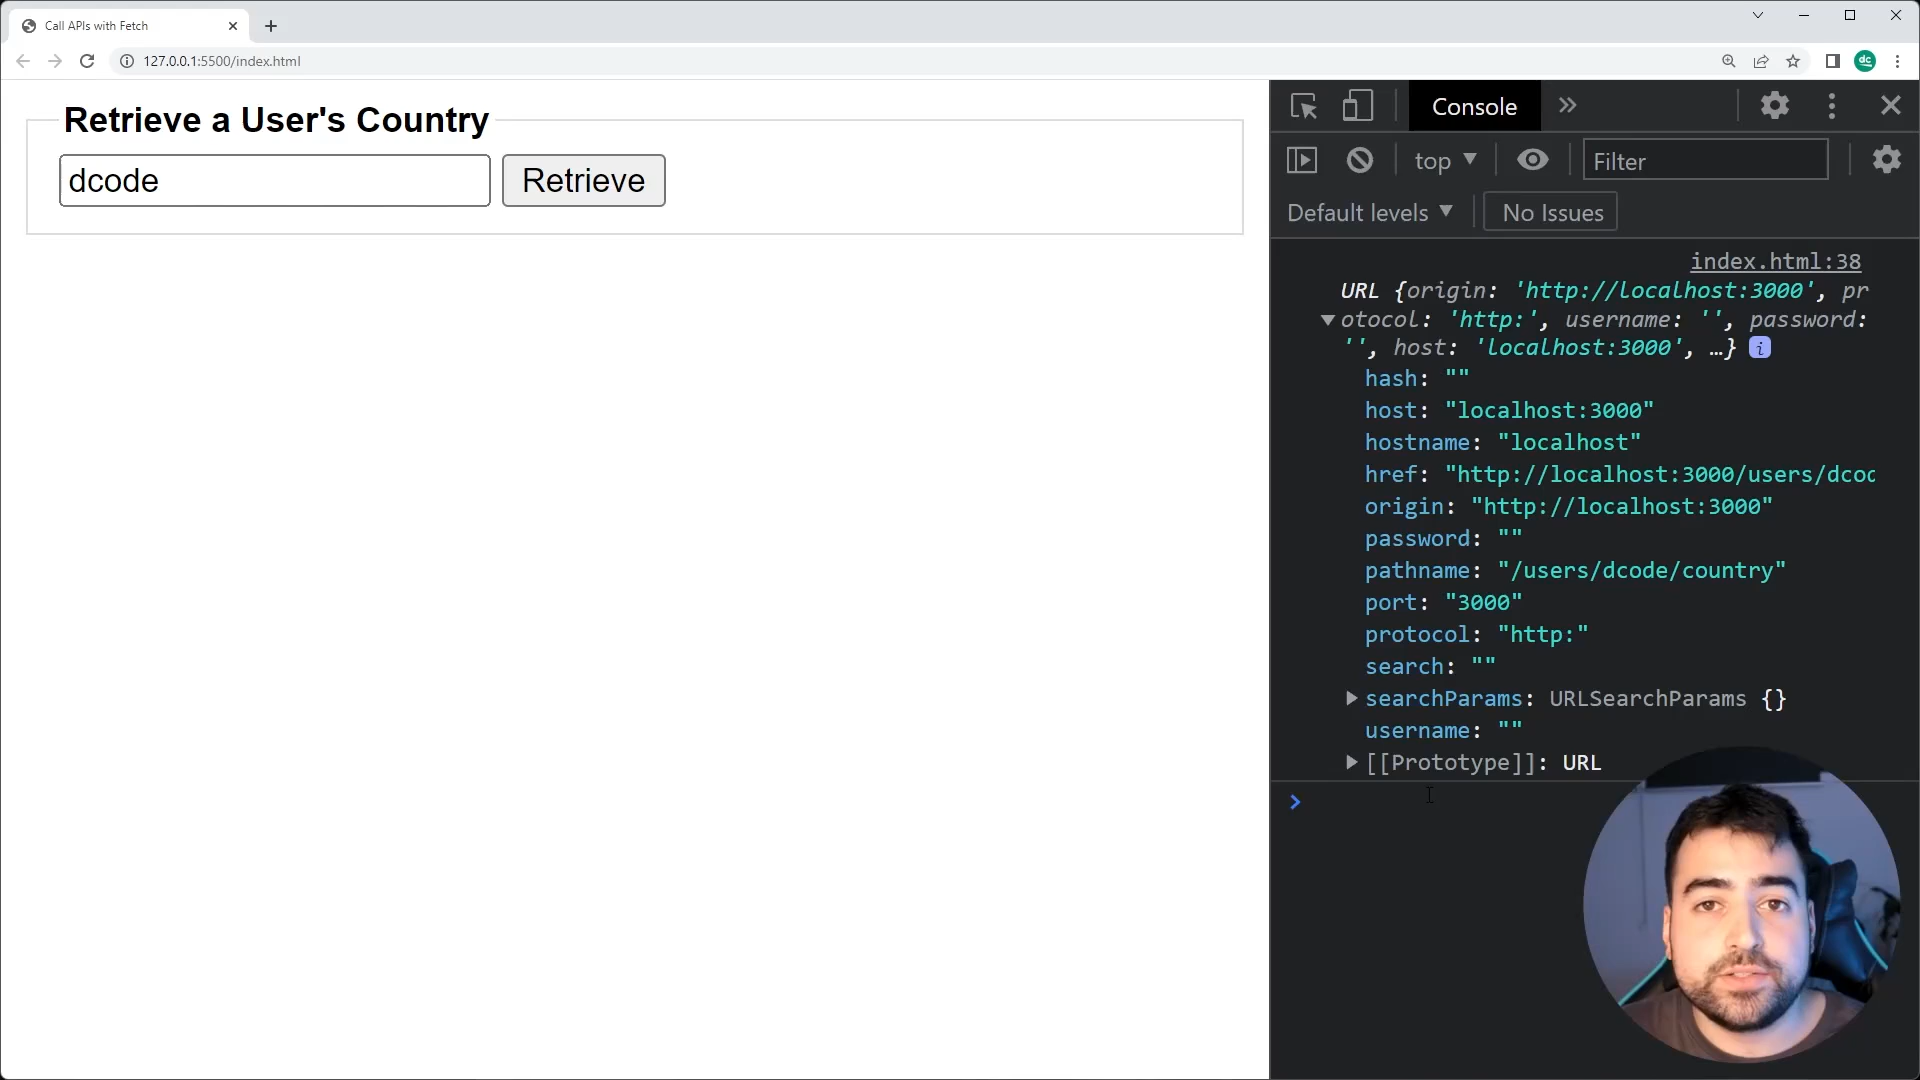 Call APIs with Fetch
127.0.0.1:5500/index.html
dc
Retrieve a User's Country
dcode
Retrieve
Console
top
Filter
Default levels
No Issues
index.html:38
URL {origin: 'http://localhost:3000', pr
otocol: 'http:', username: '', password:
'', host: 'localhost:3000', …} i
hash: ""
host: "localhost:3000"
hostname: "localhost"
href: "http://localhost:3000/users/dcod
origin: "http://localhost:3000"
password: ""
pathname: "/users/dcode/country"
port: "3000"
protocol: "http:"
search: ""
searchParams: URLSearchParams {}
username: ""
[[Prototype]]: URL